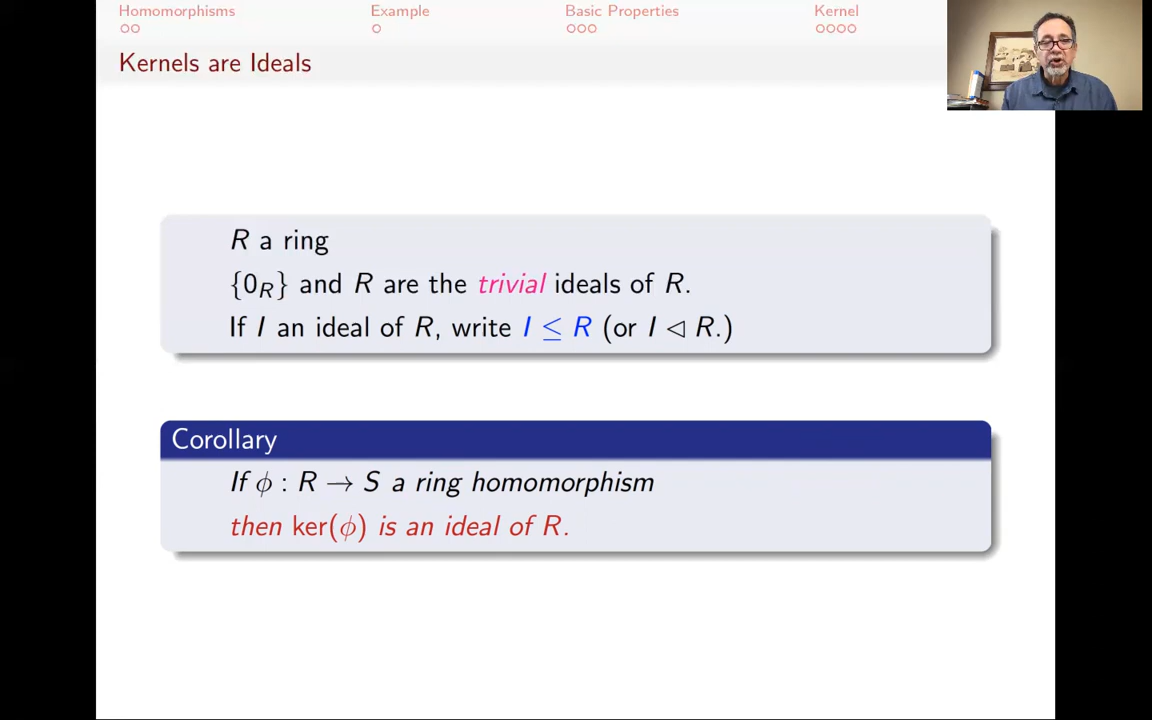 Homomorphisms Example Basic Properties Kernel
Kernels are Ideals
R a ring
{0_R} and R are the trivial ideals of R.
If I an ideal of R, write I ≤ R (or I ◁ R.)
Corollary
If ϕ : R → S a ring homomorphism
then ker(ϕ) is an ideal of R.